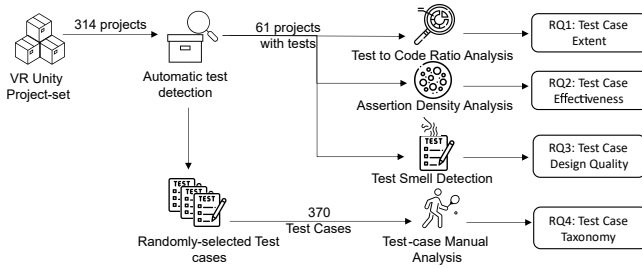 314 projects
VR Unity
Project-set
Automatic test
detection
61 projects
with tests
Test to Code Ratio Analysis
RQ1: Test Case
Extent
Assertion Density Analysis
RQ2: Test Case
Effectiveness
TEST
Test Smell Detection
RQ3: Test Case
Design Quality
TEST
TEST
TEST
Randomly-selected Test
cases
370
Test Cases
Test-case Manual
Analysis
RQ4: Test Case
Taxonomy